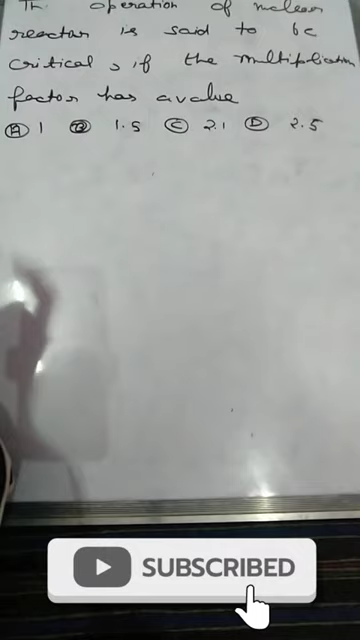 The operation of nuclear
reactor is said to be
critical, if the multiplication
factor has a value
(A) 1 (B) 1.5 (C) 2.1 (D) 2.5
SUBSCRIBED